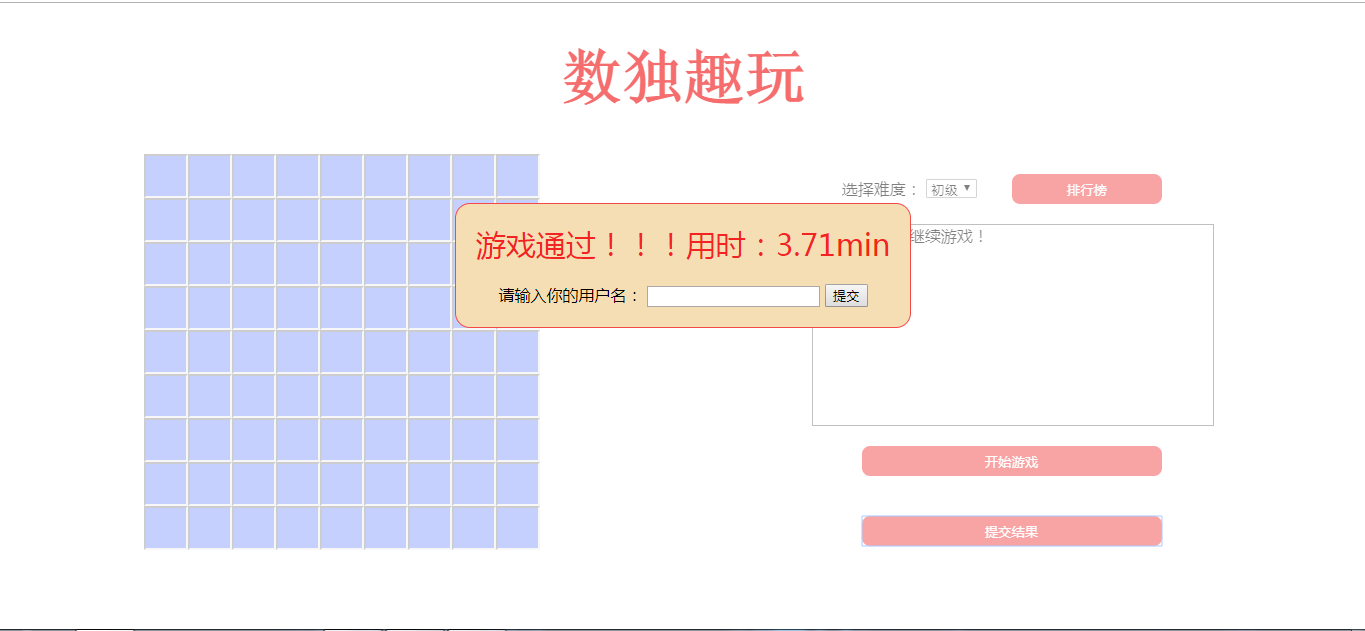 数独趣玩
选择难度： 初级 排行榜
继续游戏！
游戏通过！！！用时：3.71min
请输入你的用户名： 提交
开始游戏
提交结果